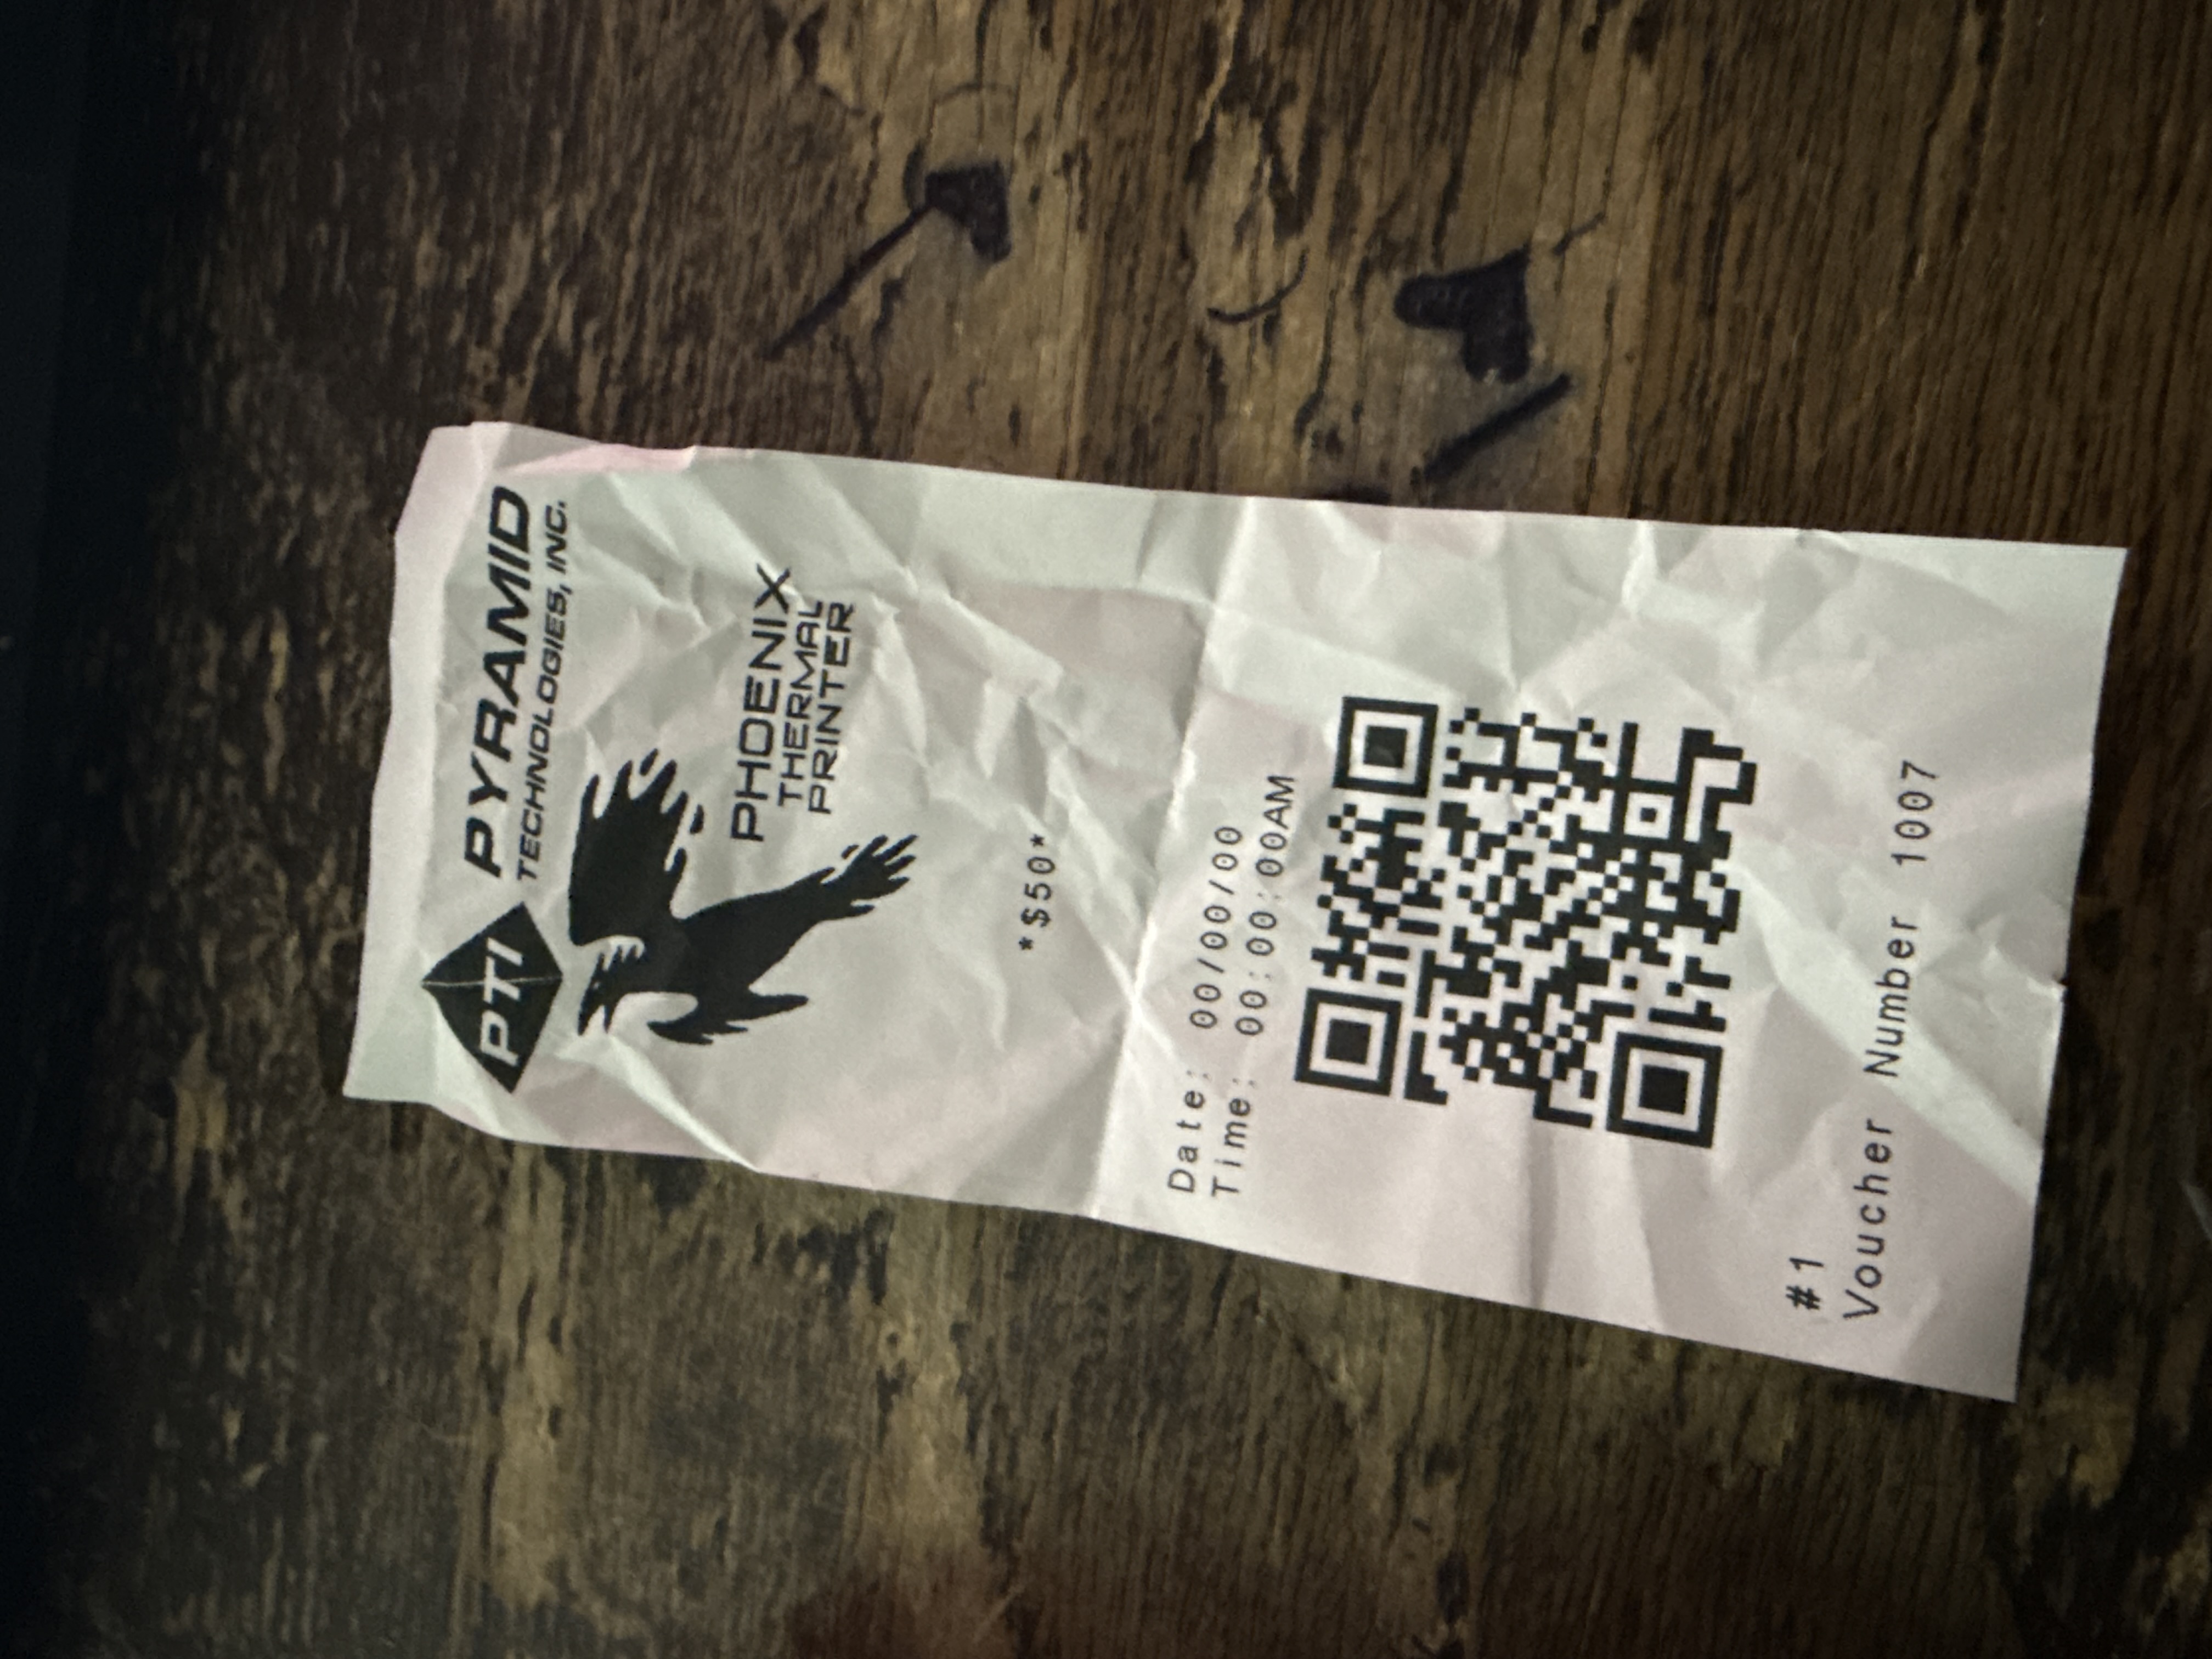 PTI
PYRAMID
TECHNOLOGIES, INC.
PHOENIX
THERMAL
PRINTER
*$50*
Date: 00/00/00
Time: 00:00:00AM
#1
Voucher Number 1007